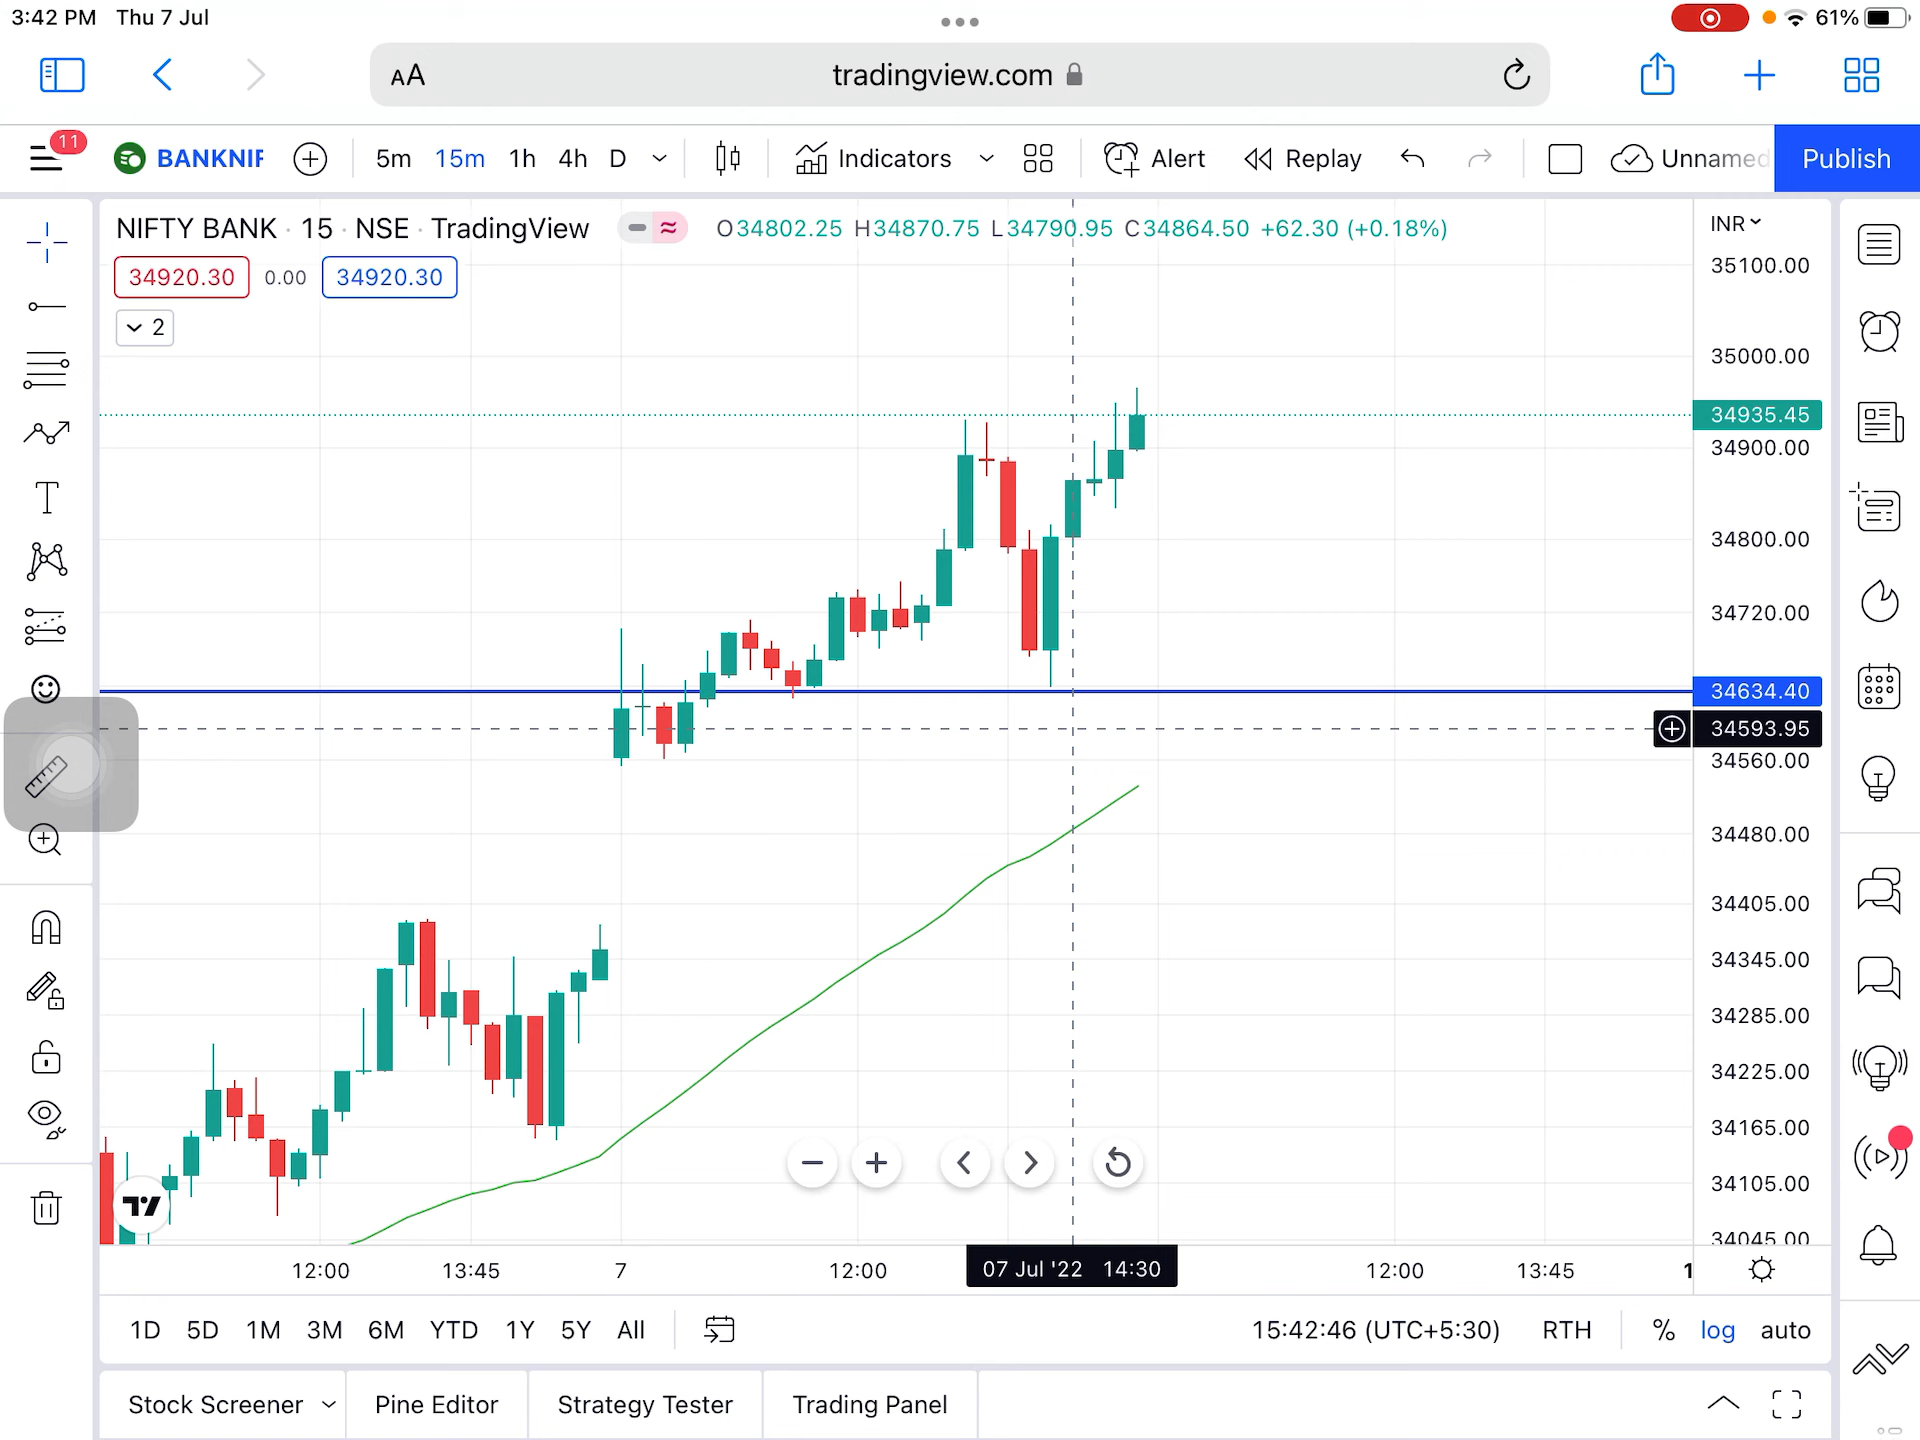 3:42 PM Thu 7 Jul 61%
AA tradingview.com
11 BANKNIF 5m 15m 1h 4h D Indicators Alert Replay Unnamed Publish
NIFTY BANK · 15 · NSE · TradingView O34802.25 H34870.75 L34790.95 C34864.50 +62.30 (+0.18%) INR
34920.30 0.00 34920.30
2
35100.00
35000.00
34935.45
34900.00
34800.00
34720.00
34634.40
34593.95
34560.00
34480.00
34405.00
34345.00
34285.00
34225.00
34165.00
34105.00
34045.00
12:00 13:45 7 12:00 07 Jul '22 14:30 12:00 13:45 1
1D 5D 1M 3M 6M YTD 1Y 5Y All 15:42:46 (UTC+5:30) RTH % log auto
Stock Screener Pine Editor Strategy Tester Trading Panel